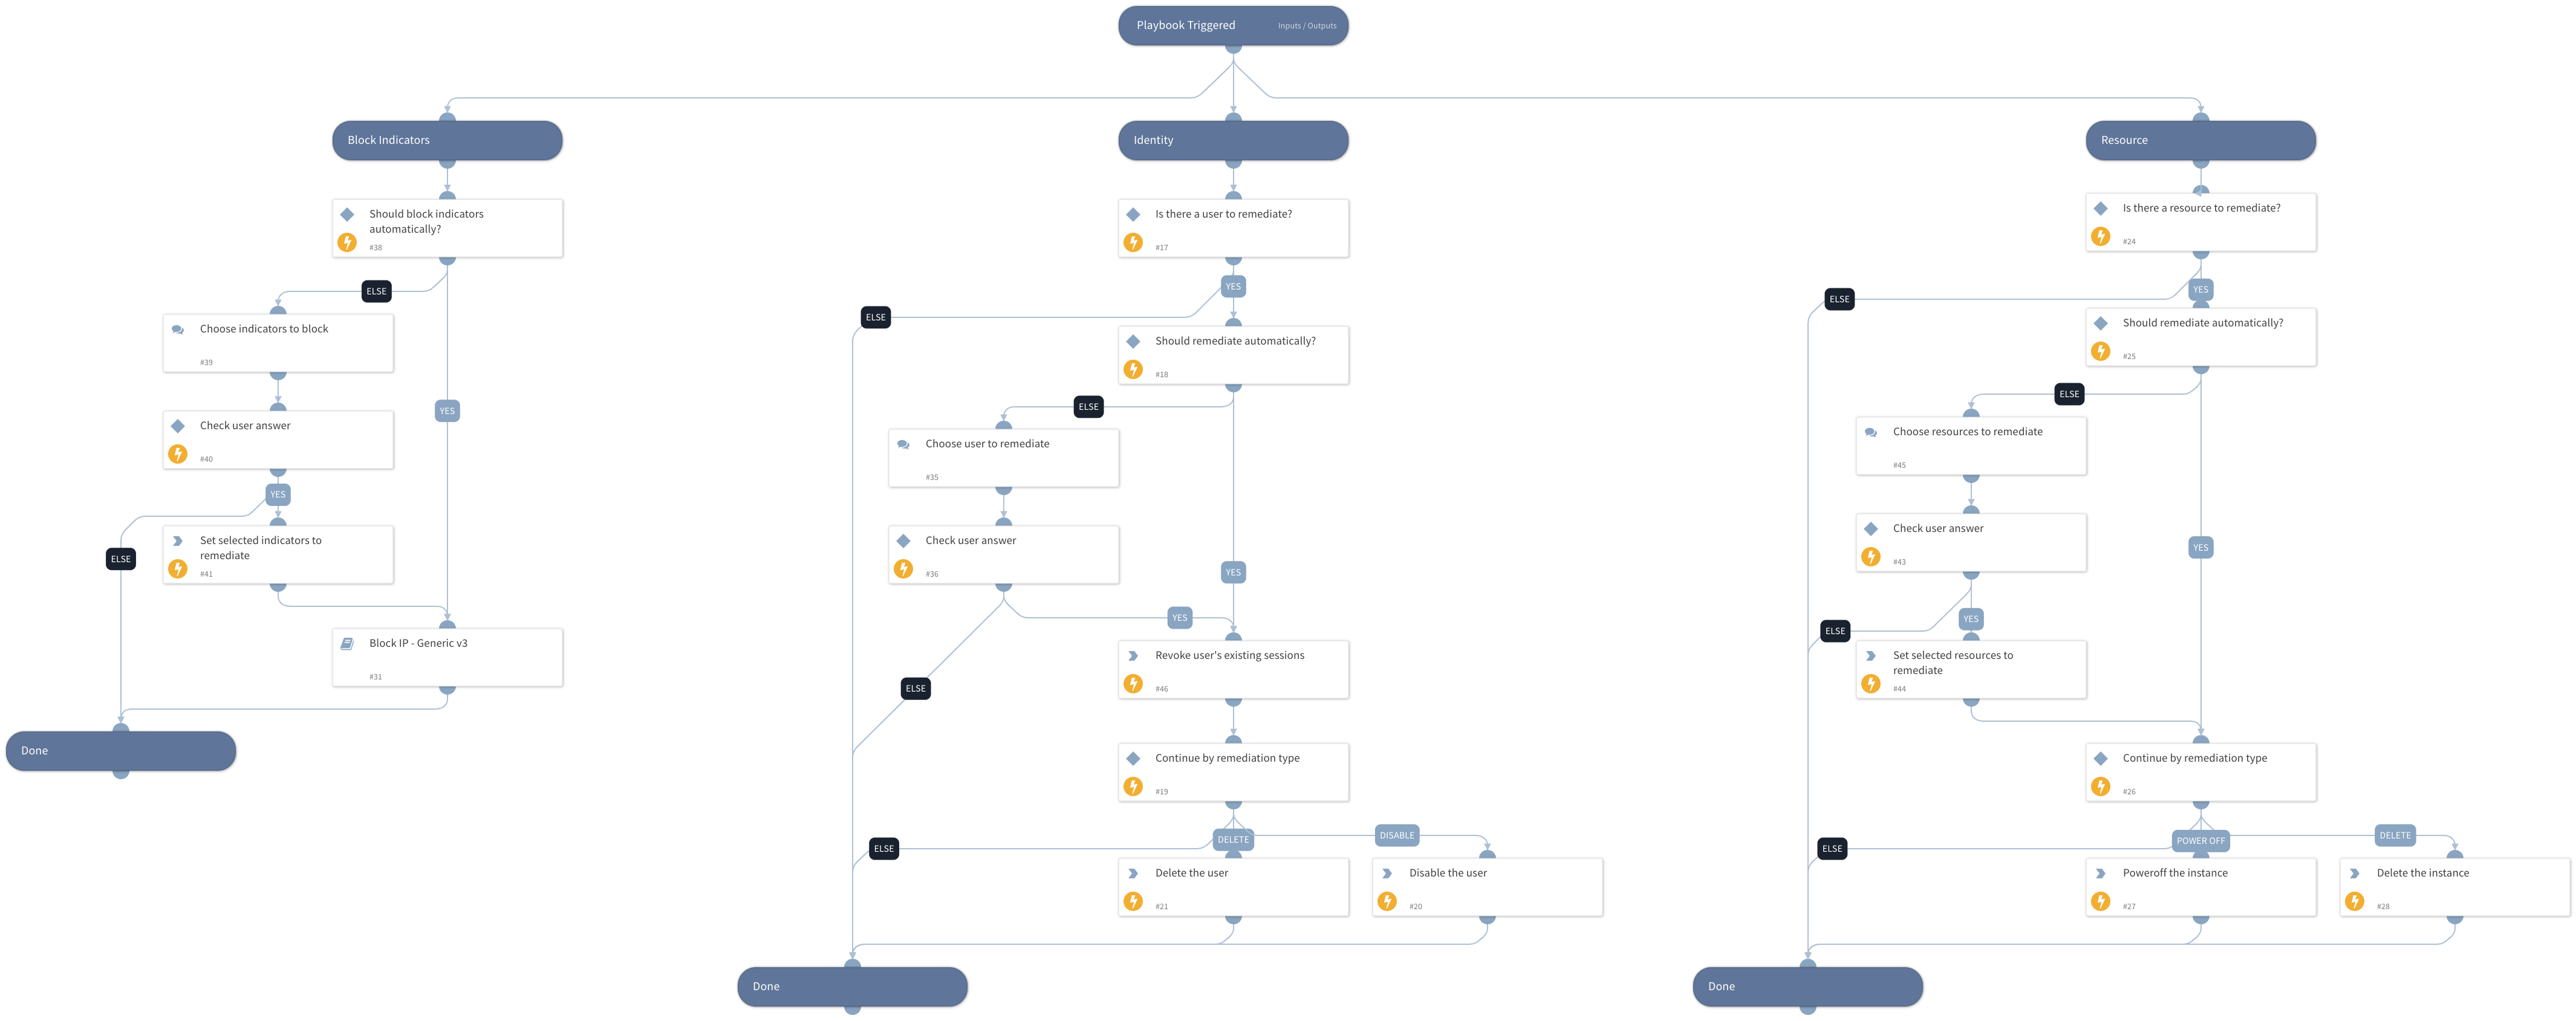 Playbook Triggered
Inputs / Outputs
Block Indicators
Should block indicators
automatically?
#38
ELSE
Choose indicators to block
#39
YES
Check user answer
#40
YES
ELSE
Set selected indicators to
remediate
#41
Block IP - Generic v3
#31
Done
Identity
Is there a user to remediate?
#17
YES
ELSE
Should remediate automatically?
#18
ELSE
Choose user to remediate
#35
Check user answer
#36
YES
YES
ELSE
Revoke user's existing sessions
#46
Continue by remediation type
#19
DELETE
DISABLE
ELSE
Delete the user
#21
Disable the user
#20
Done
Resource
Is there a resource to remediate?
#24
YES
ELSE
Should remediate automatically?
#25
ELSE
Choose resources to remediate
#45
Check user answer
#43
YES
YES
ELSE
Set selected resources to
remediate
#44
Continue by remediation type
#26
POWER OFF
DELETE
ELSE
Poweroff the instance
#27
Delete the instance
#28
Done